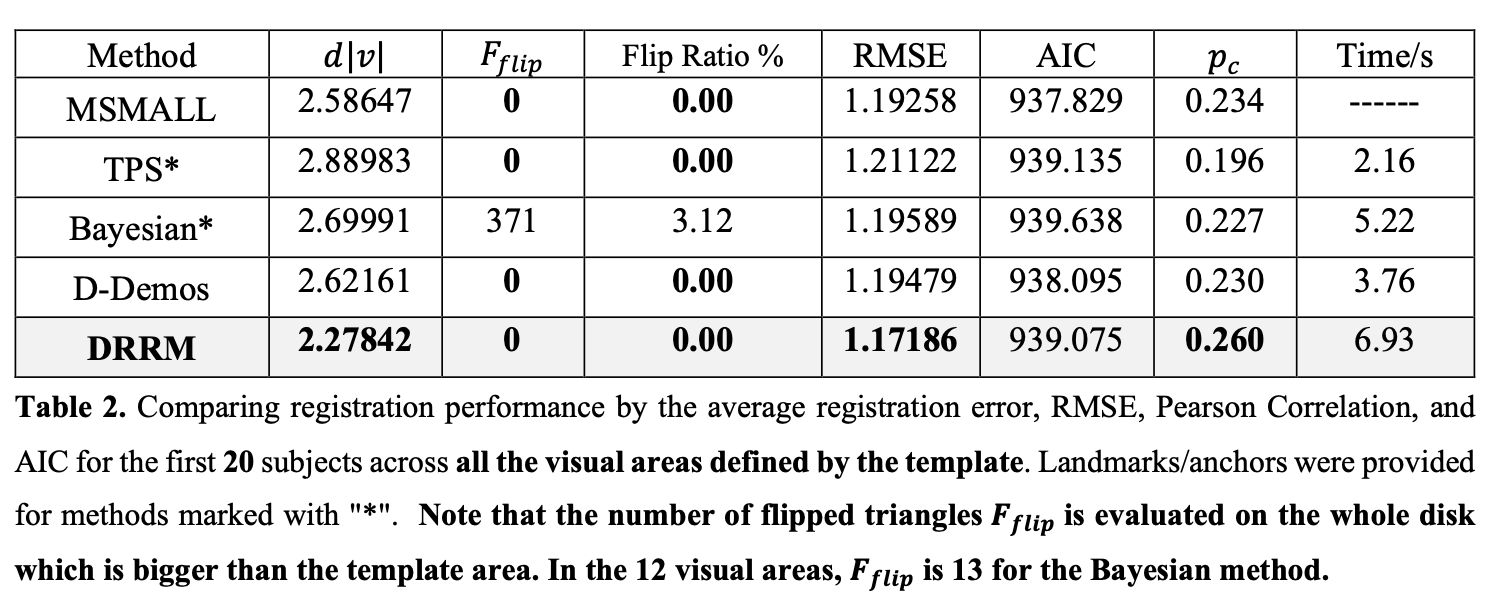 Method d|v| F_flip Flip Ratio % RMSE AIC p_c Time/s
MSMALL 2.58647 0 0.00 1.19258 937.829 0.234 ------
TPS* 2.88983 0 0.00 1.21122 939.135 0.196 2.16
Bayesian* 2.69991 371 3.12 1.19589 939.638 0.227 5.22
D-Demos 2.62161 0 0.00 1.19479 938.095 0.230 3.76
DRRM 2.27842 0 0.00 1.17186 939.075 0.260 6.93
Table 2. Comparing registration performance by the average registration error, RMSE, Pearson Correlation, and
AIC for the first 20 subjects across all the visual areas defined by the template. Landmarks/anchors were provided
for methods marked with "*". Note that the number of flipped triangles F_flip is evaluated on the whole disk
which is bigger than the template area. In the 12 visual areas, F_flip is 13 for the Bayesian method.